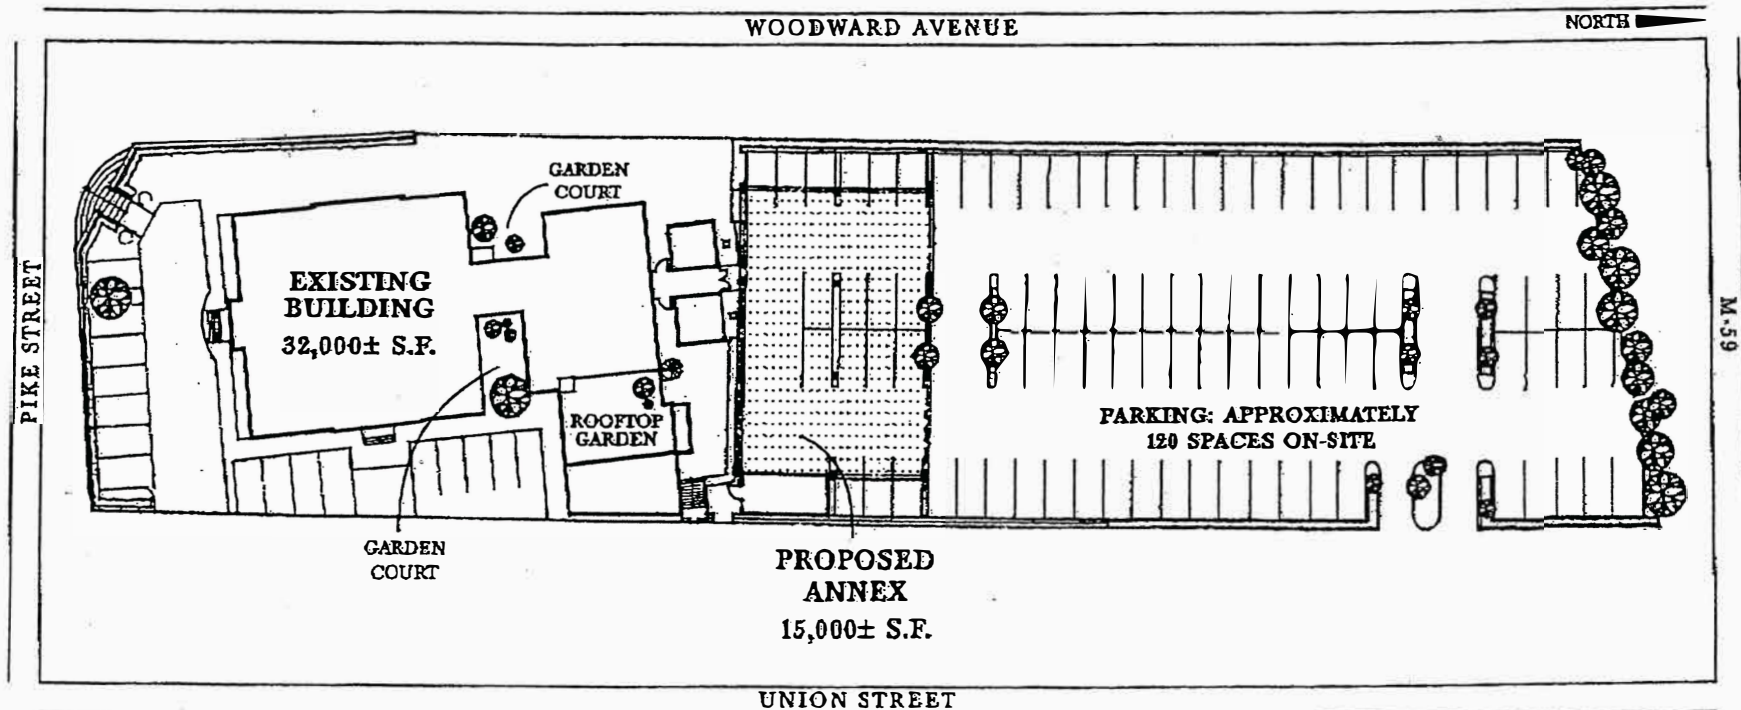 WOODWARD AVENUE
NORTH
GARDEN
COURT
EXISTING
BUILDING
32,000± S.F.
PIKE STREET
M-59
ROOFTOP
GARDEN
PARKING: APPROXIMATELY
120 SPACES ON-SITE
GARDEN
COURT
PROPOSED
ANNEX
15,000± S.F.
UNION STREET